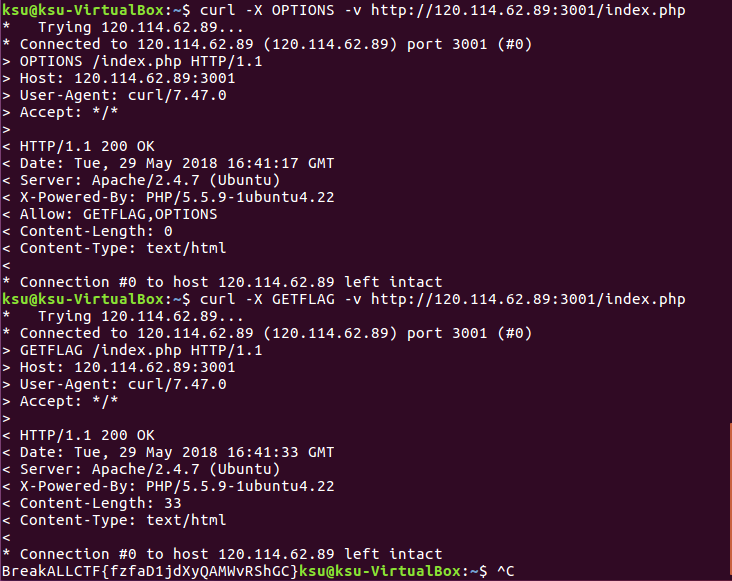 ksu@ksu-VirtualBox:~$ curl -X OPTIONS -v http://120.114.62.89:3001/index.php
*   Trying 120.114.62.89...
* Connected to 120.114.62.89 (120.114.62.89) port 3001 (#0)
> OPTIONS /index.php HTTP/1.1
> Host: 120.114.62.89:3001
> User-Agent: curl/7.47.0
> Accept: */*
>
< HTTP/1.1 200 OK
< Date: Tue, 29 May 2018 16:41:17 GMT
< Server: Apache/2.4.7 (Ubuntu)
< X-Powered-By: PHP/5.5.9-1ubuntu4.22
< Allow: GETFLAG,OPTIONS
< Content-Length: 0
< Content-Type: text/html
<
* Connection #0 to host 120.114.62.89 left intact
ksu@ksu-VirtualBox:~$ curl -X GETFLAG -v http://120.114.62.89:3001/index.php
*   Trying 120.114.62.89...
* Connected to 120.114.62.89 (120.114.62.89) port 3001 (#0)
> GETFLAG /index.php HTTP/1.1
> Host: 120.114.62.89:3001
> User-Agent: curl/7.47.0
> Accept: */*
>
< HTTP/1.1 200 OK
< Date: Tue, 29 May 2018 16:41:33 GMT
< Server: Apache/2.4.7 (Ubuntu)
< X-Powered-By: PHP/5.5.9-1ubuntu4.22
< Content-Length: 33
< Content-Type: text/html
<
* Connection #0 to host 120.114.62.89 left intact
BreakALLCTF{fzfaD1jdXyQAMWvRShGC}ksu@ksu-VirtualBox:~$ ^C